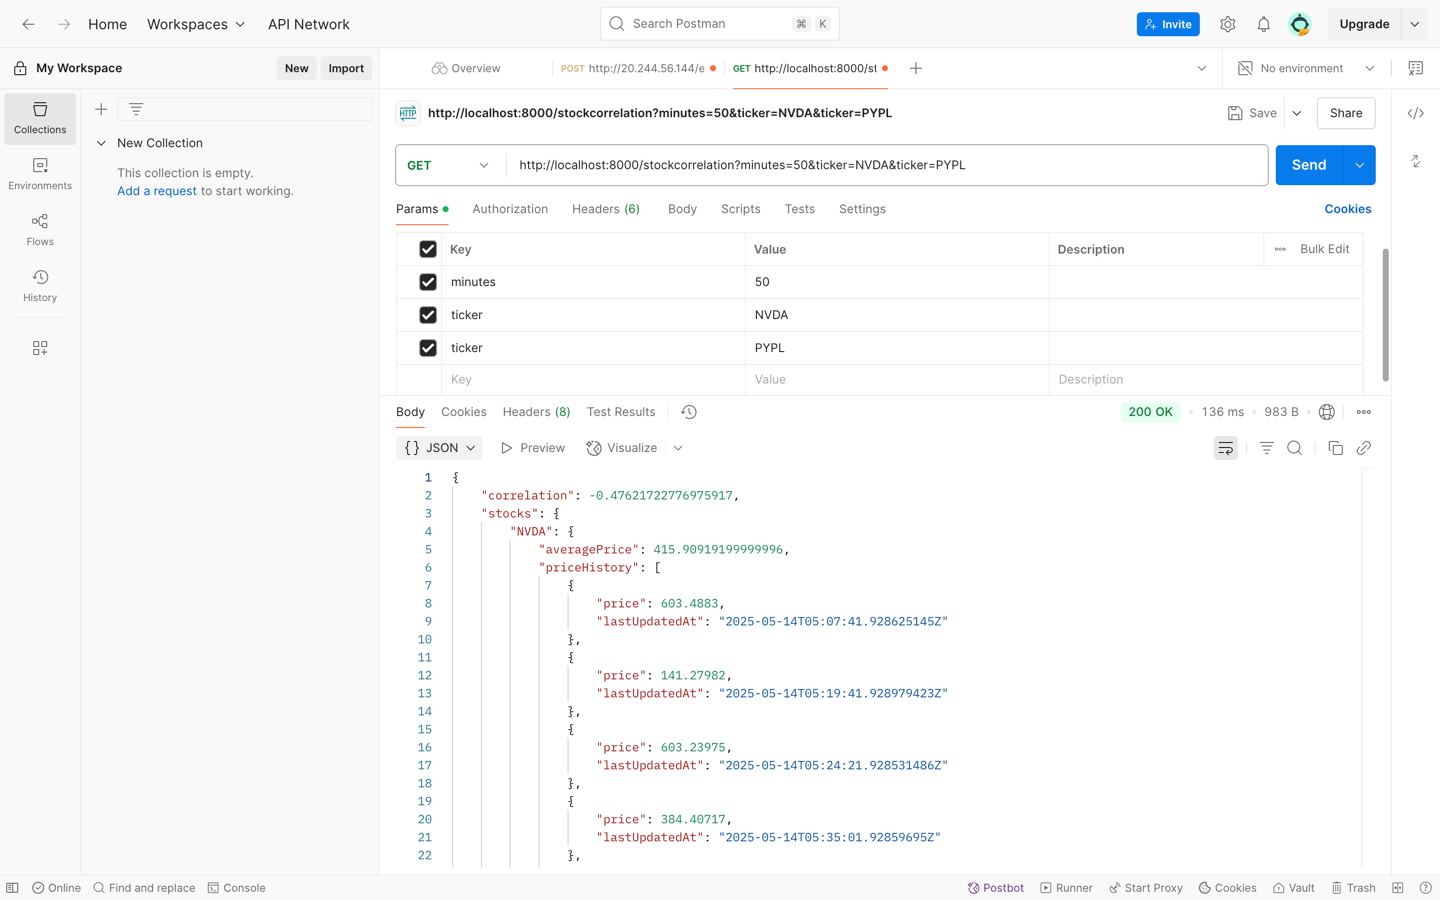 Home Workspaces API Network Search Postman ⌘ K Invite Upgrade
My Workspace New Import Overview POST http://20.244.56.144/e GET http://localhost:8000/st No environment
Collections
Environments
Flows
History
New Collection
This collection is empty.
Add a request to start working.
HTTP http://localhost:8000/stockcorrelation?minutes=50&ticker=NVDA&ticker=PYPL Save Share
GET http://localhost:8000/stockcorrelation?minutes=50&ticker=NVDA&ticker=PYPL Send
Params Authorization Headers (6) Body Scripts Tests Settings Cookies
Key Value Description Bulk Edit
minutes 50
ticker NVDA
ticker PYPL
Key Value Description
Body Cookies Headers (8) Test Results 200 OK 136 ms 983 B
{} JSON Preview Visualize
1 {
2 "correlation": -0.47621722776975917,
3 "stocks": {
4 "NVDA": {
5 "averagePrice": 415.90919199999996,
6 "priceHistory": [
7 {
8 "price": 603.4883,
9 "lastUpdatedAt": "2025-05-14T05:07:41.928625145Z"
10 },
11 {
12 "price": 141.27982,
13 "lastUpdatedAt": "2025-05-14T05:19:41.928979423Z"
14 },
15 {
16 "price": 603.23975,
17 "lastUpdatedAt": "2025-05-14T05:24:21.928531486Z"
18 },
19 {
20 "price": 384.40717,
21 "lastUpdatedAt": "2025-05-14T05:35:01.92859695Z"
22 },
Online Find and replace Console Postbot Runner Start Proxy Cookies Vault Trash